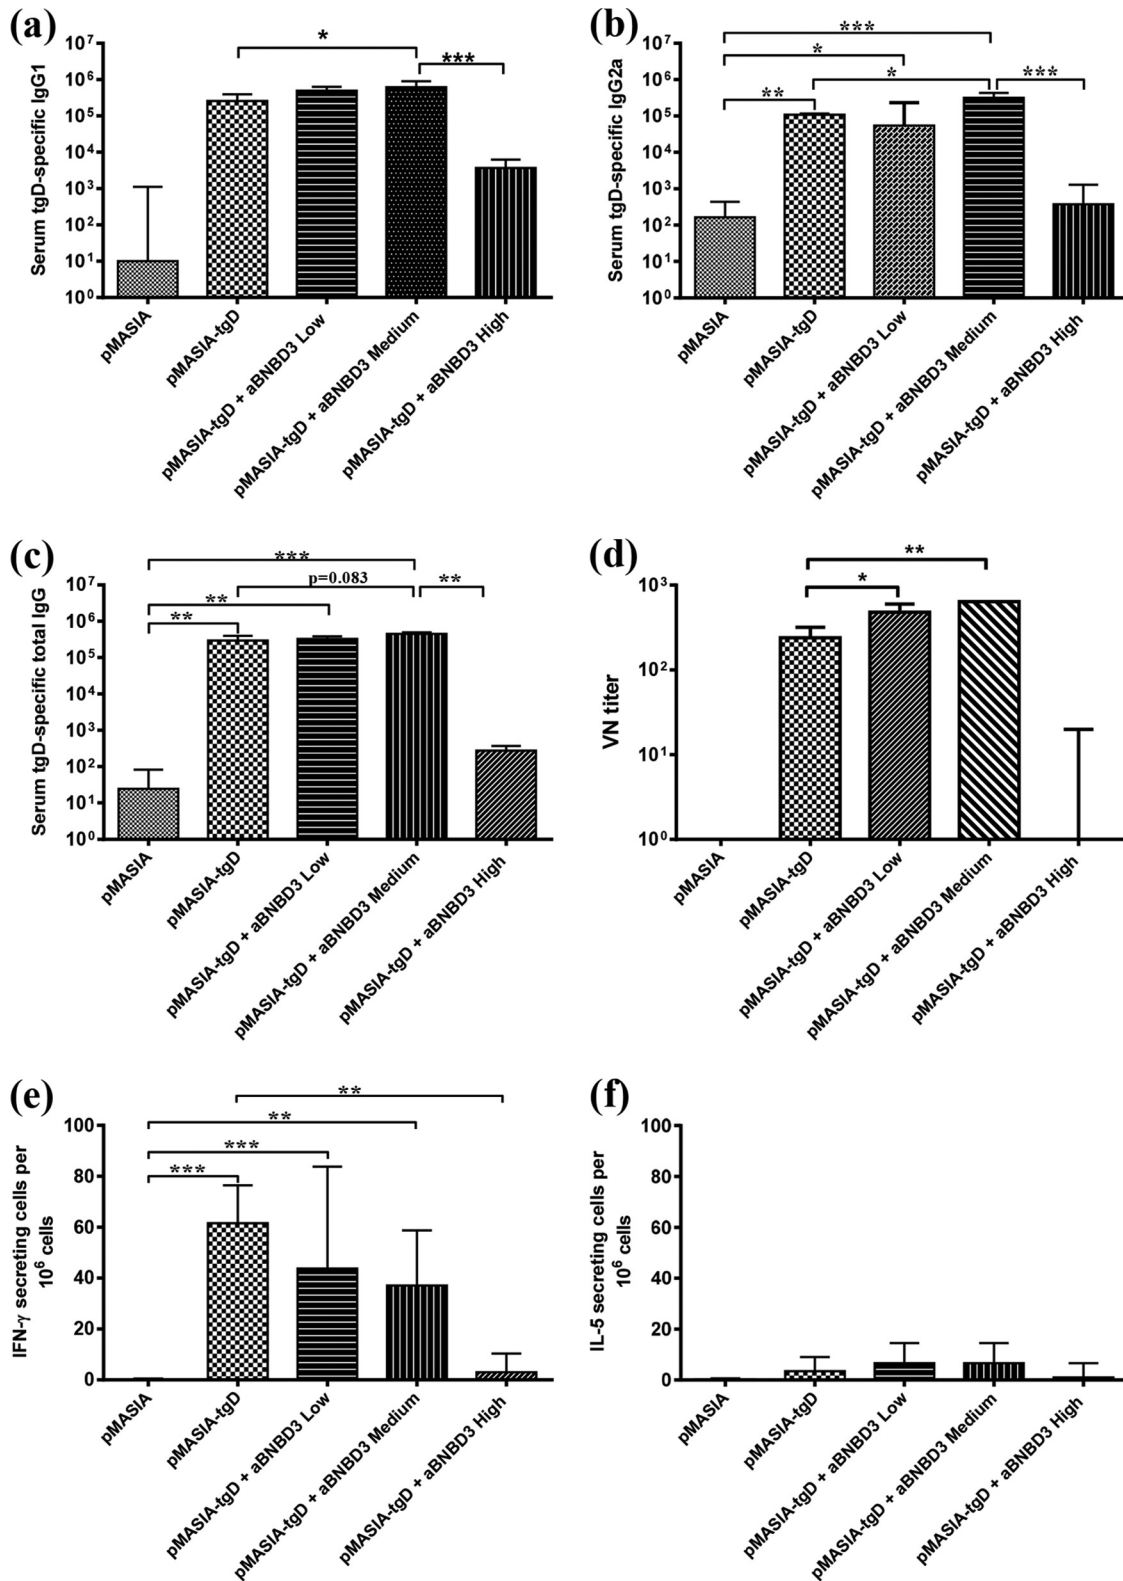 (a)
Serum tgD-specific IgG1
10⁷
10⁶
10⁵
10⁴
10³
10²
10¹
10⁰
*
***
pMASIA
pMASIA-tgD
pMASIA-tgD + aBNBD3 Low
pMASIA-tgD + aBNBD3 Medium
pMASIA-tgD + aBNBD3 High
(b)
Serum tgD-specific IgG2a
10⁷
10⁶
10⁵
10⁴
10³
10²
10¹
10⁰
***
*
*
***
**
pMASIA
pMASIA-tgD
pMASIA-tgD + aBNBD3 Low
pMASIA-tgD + aBNBD3 Medium
pMASIA-tgD + aBNBD3 High
(c)
Serum tgD-specific total IgG
10⁷
10⁶
10⁵
10⁴
10³
10²
10¹
10⁰
***
p=0.083
**
**
**
pMASIA
pMASIA-tgD
pMASIA-tgD + aBNBD3 Low
pMASIA-tgD + aBNBD3 Medium
pMASIA-tgD + aBNBD3 High
(d)
VN titer
10³
10²
10¹
10⁰
**
*
pMASIA
pMASIA-tgD
pMASIA-tgD + aBNBD3 Low
pMASIA-tgD + aBNBD3 Medium
pMASIA-tgD + aBNBD3 High
(e)
IFN-γ secreting cells per
10⁶ cells
100
80
60
40
20
0
**
**
***
***
pMASIA
pMASIA-tgD
pMASIA-tgD + aBNBD3 Low
pMASIA-tgD + aBNBD3 Medium
pMASIA-tgD + aBNBD3 High
(f)
IL-5 secreting cells per
10⁶ cells
100
80
60
40
20
0
pMASIA
pMASIA-tgD
pMASIA-tgD + aBNBD3 Low
pMASIA-tgD + aBNBD3 Medium
pMASIA-tgD + aBNBD3 High